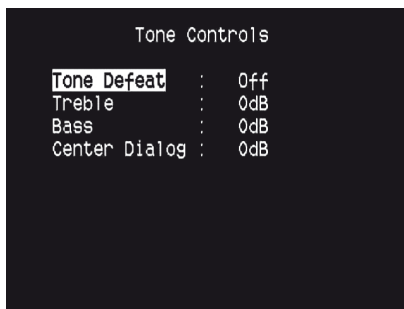 Tone Controls
Tone Defeat : Off
Treble : 0dB
Bass : 0dB
Center Dialog : 0dB